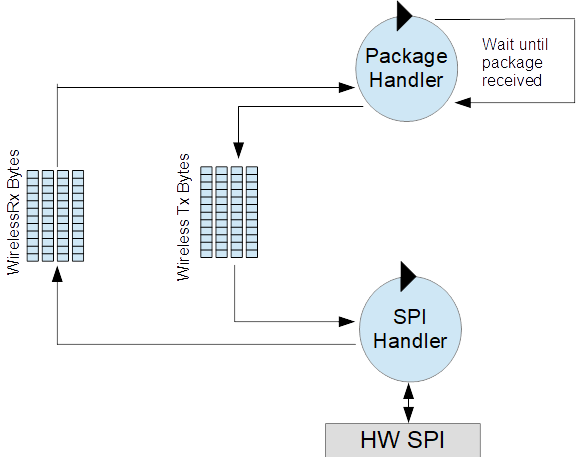 Package
Handler
Wait until
package
received
WirelessRx Bytes
Wireless Tx Bytes
SPI
Handler
HW SPI